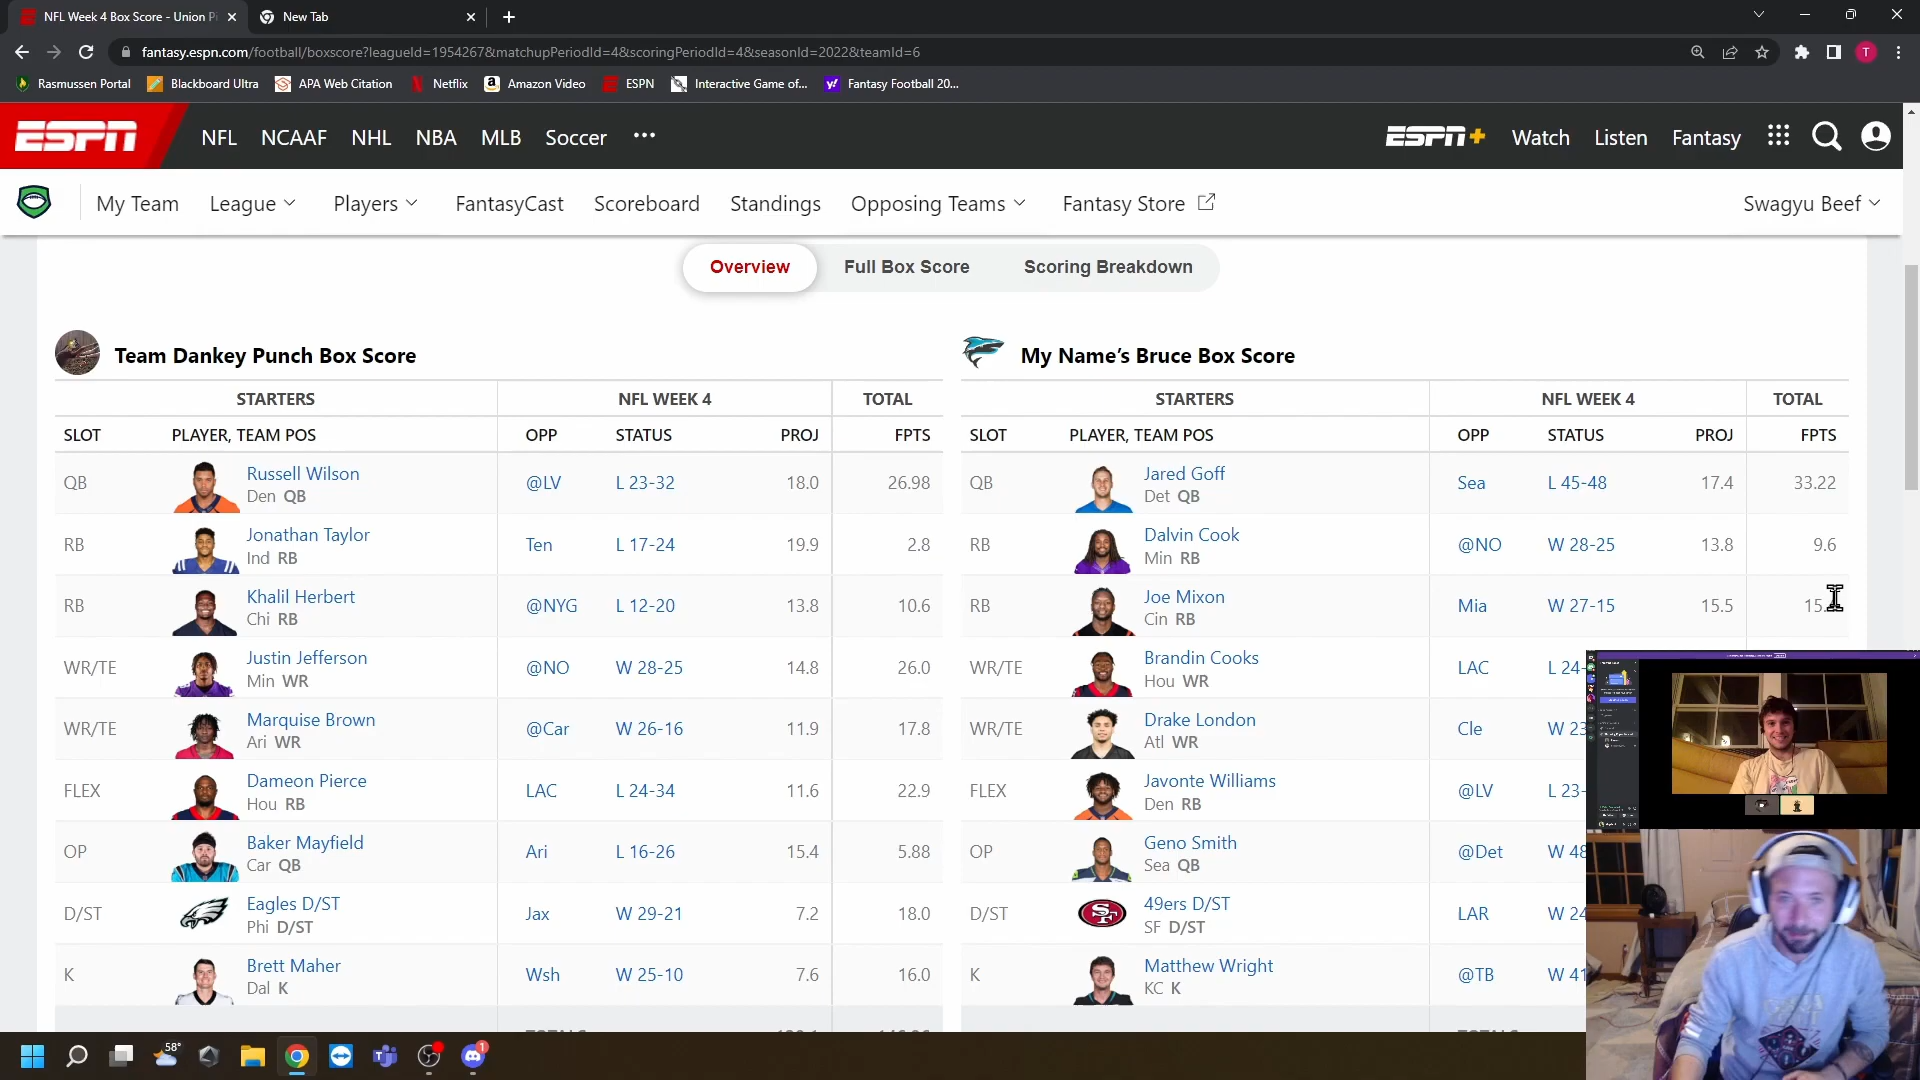 NFL Week 4 Box Score - Union Pi
New Tab
fantasy.espn.com/football/boxscore?leagueId=19542678&matchupPeriodId=4&scoringPeriodId=4&seasonId=2022&teamId=6
T
Rasmussen Portal Blackboard Ultra APA Web Citation Netflix Amazon Video ESPN Interactive Game of... Fantasy Football 20...
ESPN NFL NCAAF NHL NBA MLB Soccer ••• ESPN+ Watch Listen Fantasy
My Team League Players FantasyCast Scoreboard Standings Opposing Teams Fantasy Store Swagyu Beef
Overview Full Box Score Scoring Breakdown
Team Dankey Punch Box Score
STARTERS NFL WEEK 4 TOTAL
SLOT PLAYER, TEAM POS OPP STATUS PROJ FPTS
QB Russell Wilson @LV L 23-32 18.0 26.98
Den QB
RB Jonathan Taylor Ten L 17-24 19.9 2.8
Ind RB
RB Khalil Herbert @NYG L 12-20 13.8 10.6
Chi RB
WR/TE Justin Jefferson @NO W 28-25 14.8 26.0
Min WR
WR/TE Marquise Brown @Car W 26-16 11.9 17.8
Ari WR
FLEX Dameon Pierce LAC L 24-34 11.6 22.9
Hou RB
OP Baker Mayfield Ari L 16-26 15.4 5.88
Car QB
D/ST Eagles D/ST Jax W 29-21 7.2 18.0
Phi D/ST
K Brett Maher Wsh W 25-10 7.6 16.0
Dal K
My Name's Bruce Box Score
STARTERS NFL WEEK 4 TOTAL
SLOT PLAYER, TEAM POS OPP STATUS PROJ FPTS
QB Jared Goff Sea L 45-48 17.4 33.22
Det QB
RB Dalvin Cook @NO W 28-25 13.8 9.6
Min RB
RB Joe Mixon Mia W 27-15 15.5 15.
Cin RB
WR/TE Brandin Cooks LAC L 24-
Hou WR
WR/TE Drake London Cle W 23
Atl WR
FLEX Javonte Williams @LV L 23-
Den RB
OP Geno Smith @Det W 48
Sea QB
D/ST 49ers D/ST LAR W 24
SF D/ST
K Matthew Wright @TB W 41
KC K
58°
1